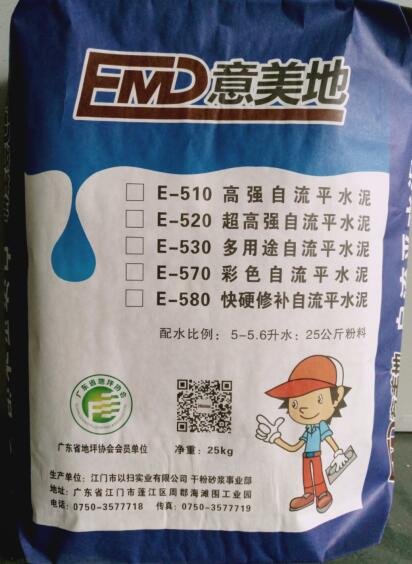 EMD意美地
E-510 高强自流平水泥
E-520 超高强自流平水泥
E-530 多用途自流平水泥
E-570 彩色自流平水泥
E-580 快硬修补自流平水泥
配水比例：5-5.6升水：25公斤粉料
广东省地坪协会
广东省地坪协会会员单位
净重：25kg
生产单位：江门市以扫实业有限公司 干粉砂浆事业部
地址：广东省江门市蓬江区周郡海滩围工业园
电话：0750-3577718 传真：0750-3577719